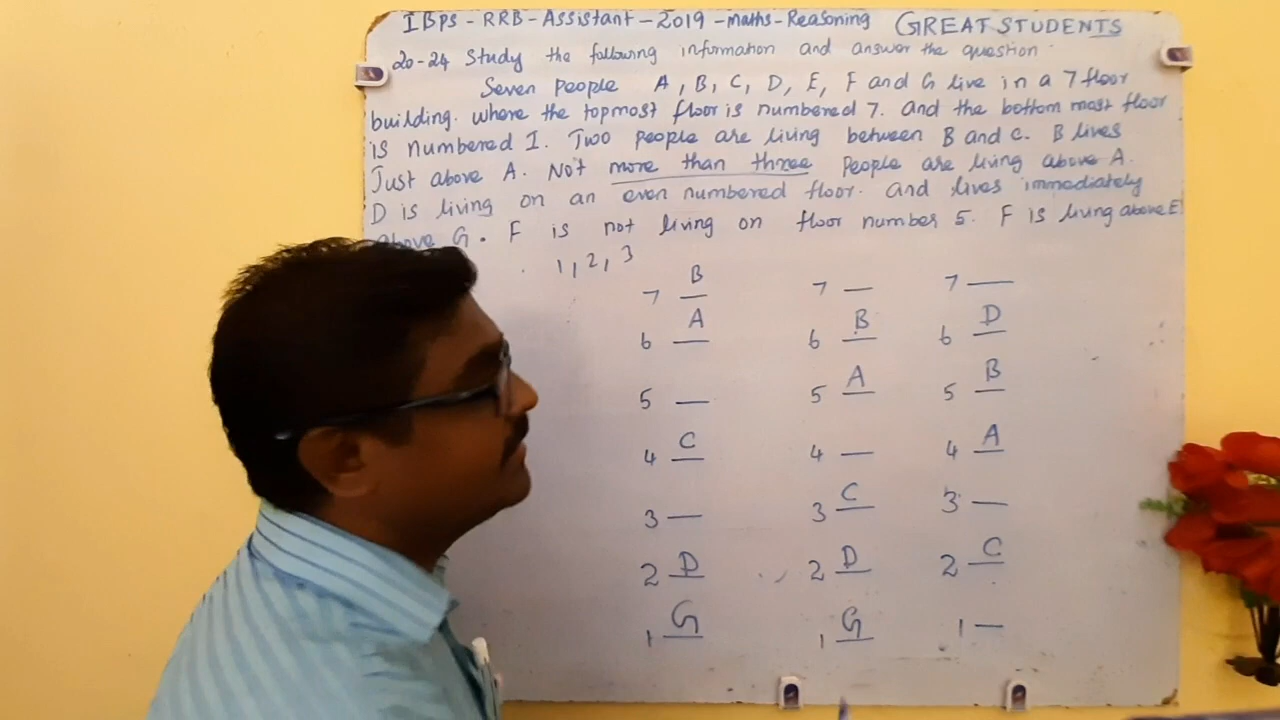 IBps - RRB - Assistant - 2019 - maths - Reasoning GREAT STUDENTS
20-24 Study the following information and answer the question.
Seven people A, B, C, D, E, F and G live in a 7 floor
building. where the topmost floor is numbered 7. and the bottom most floor
is numbered I. Two people are living between B and C. B lives
Just above A. Not more than three people are living above A.
D is living on an even numbered floor. and lives immediately
above G. F is not living on floor number 5. F is living above E
1, 2, 3
7 B 7 7
6 A 6 B 6 D
5 5 A 5 B
4 C 4 4 A
3 3 C 3
2 D 2 D 2 C
1 G 1 G 1